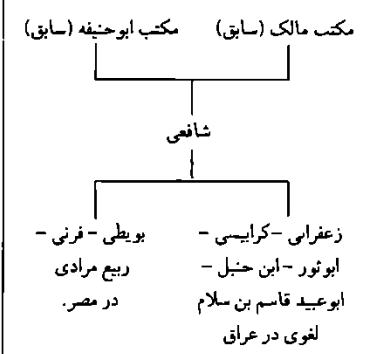 مکتب مالک (سابق)
مکتب ابوحنیفه (سابق)
شافعی
زعفرانی - کرابیسی -
ابوثور - ابن حنبل -
ابوعبید قاسم بن سلام
لغوی در عراق
بویطی - فرنی -
ربیع مرادی
در مصر.